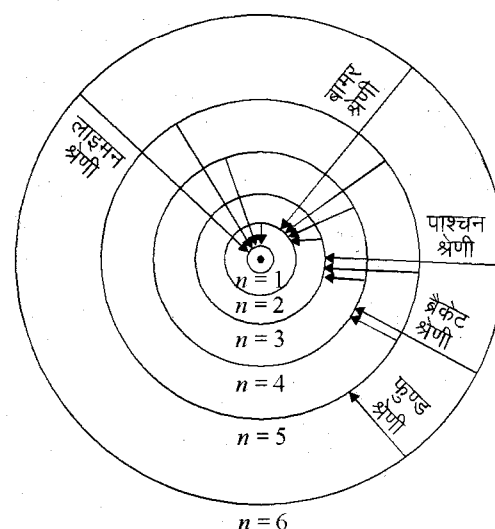 बामर
श्रेणी
लाइमन
श्रेणी
पाश्चन
श्रेणी
ब्रैकेट
श्रेणी
फुण्ड
श्रेणी
n = 1
n = 2
n = 3
n = 4
n = 5
n = 6